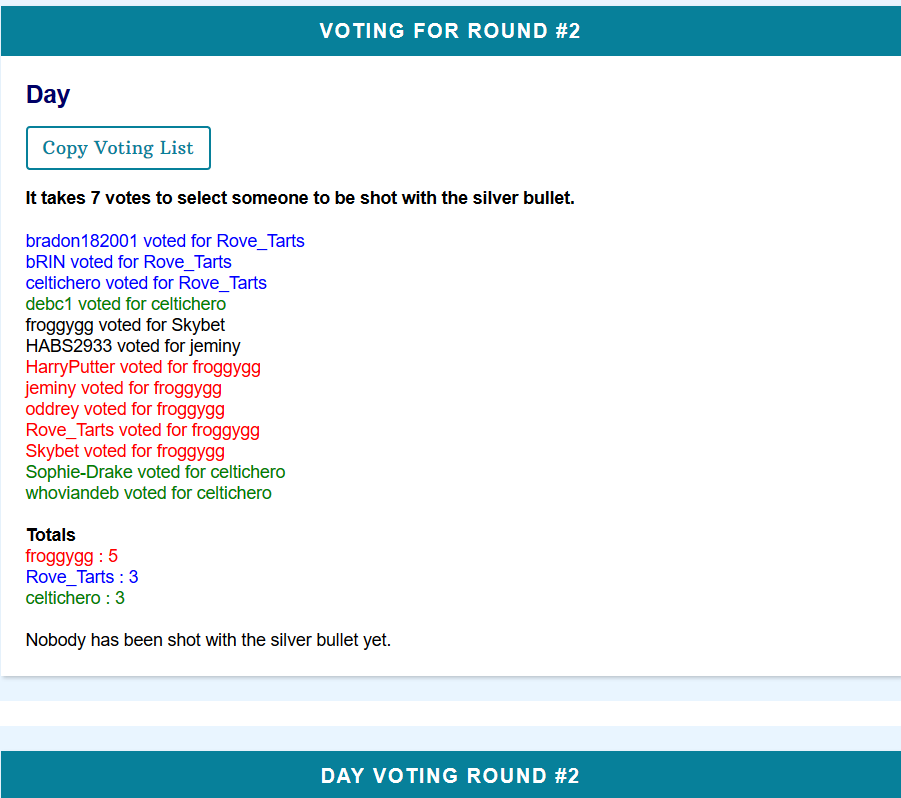 VOTING FOR ROUND #2
Day
Copy Voting List
It takes 7 votes to select someone to be shot with the silver bullet.
bradon182001 voted for Rove_Tarts
bRIN voted for Rove_Tarts
celtichero voted for Rove_Tarts
debc1 voted for celtichero
froggygg voted for Skybet
HABS2933 voted for jeminy
HarryPutter voted for froggygg
jeminy voted for froggygg
oddrey voted for froggygg
Rove_Tarts voted for froggygg
Skybet voted for froggygg
Sophie-Drake voted for celtichero
whoviandeb voted for celtichero
Totals
froggygg : 5
Rove_Tarts : 3
celtichero : 3
Nobody has been shot with the silver bullet yet.
DAY VOTING ROUND #2